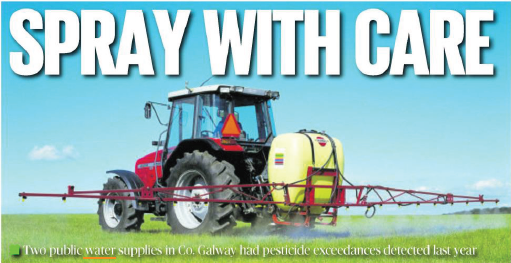 SPRAY WITH CARE
Two public water supplies in Co. Galway had pesticide exceedances detected last year